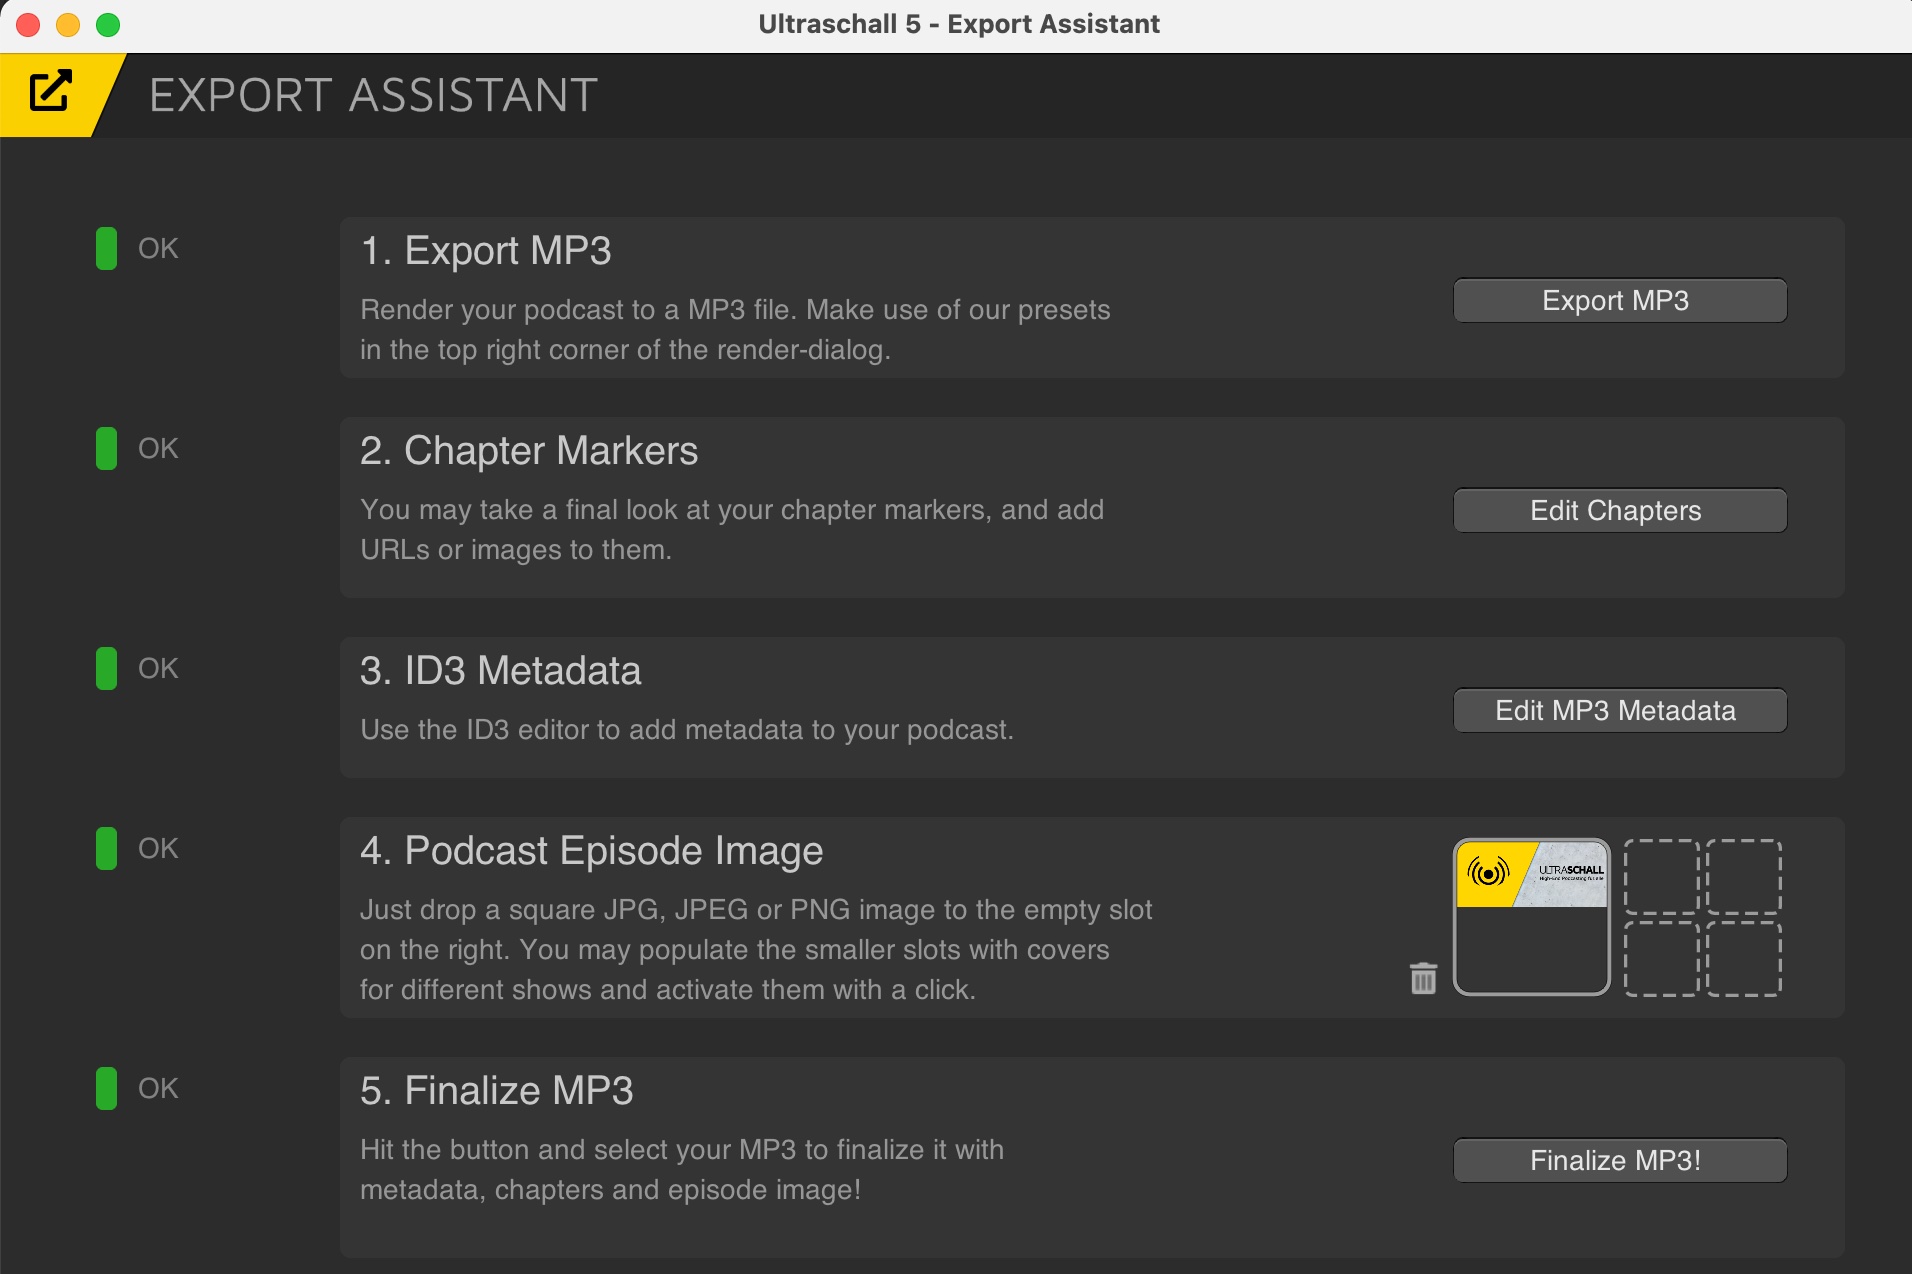 Ultraschall 5 - Export Assistant
EXPORT ASSISTANT
OK
1. Export MP3
Render your podcast to a MP3 file. Make use of our presets
in the top right corner of the render-dialog.
Export MP3
OK
2. Chapter Markers
You may take a final look at your chapter markers, and add
URLs or images to them.
Edit Chapters
OK
3. ID3 Metadata
Use the ID3 editor to add metadata to your podcast.
Edit MP3 Metadata
OK
4. Podcast Episode Image
Just drop a square JPG, JPEG or PNG image to the empty slot
on the right. You may populate the smaller slots with covers
for different shows and activate them with a click.
ULTRASCHALL
High-End Podcasting für alle
OK
5. Finalize MP3
Hit the button and select your MP3 to finalize it with
metadata, chapters and episode image!
Finalize MP3!